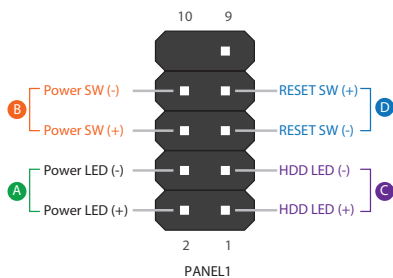 10 9
Power SW (-) RESET SW (+)
B D
Power SW (+) RESET SW (-)
Power LED (-) HDD LED (-)
A C
Power LED (+) HDD LED (+)
2 1
PANEL1